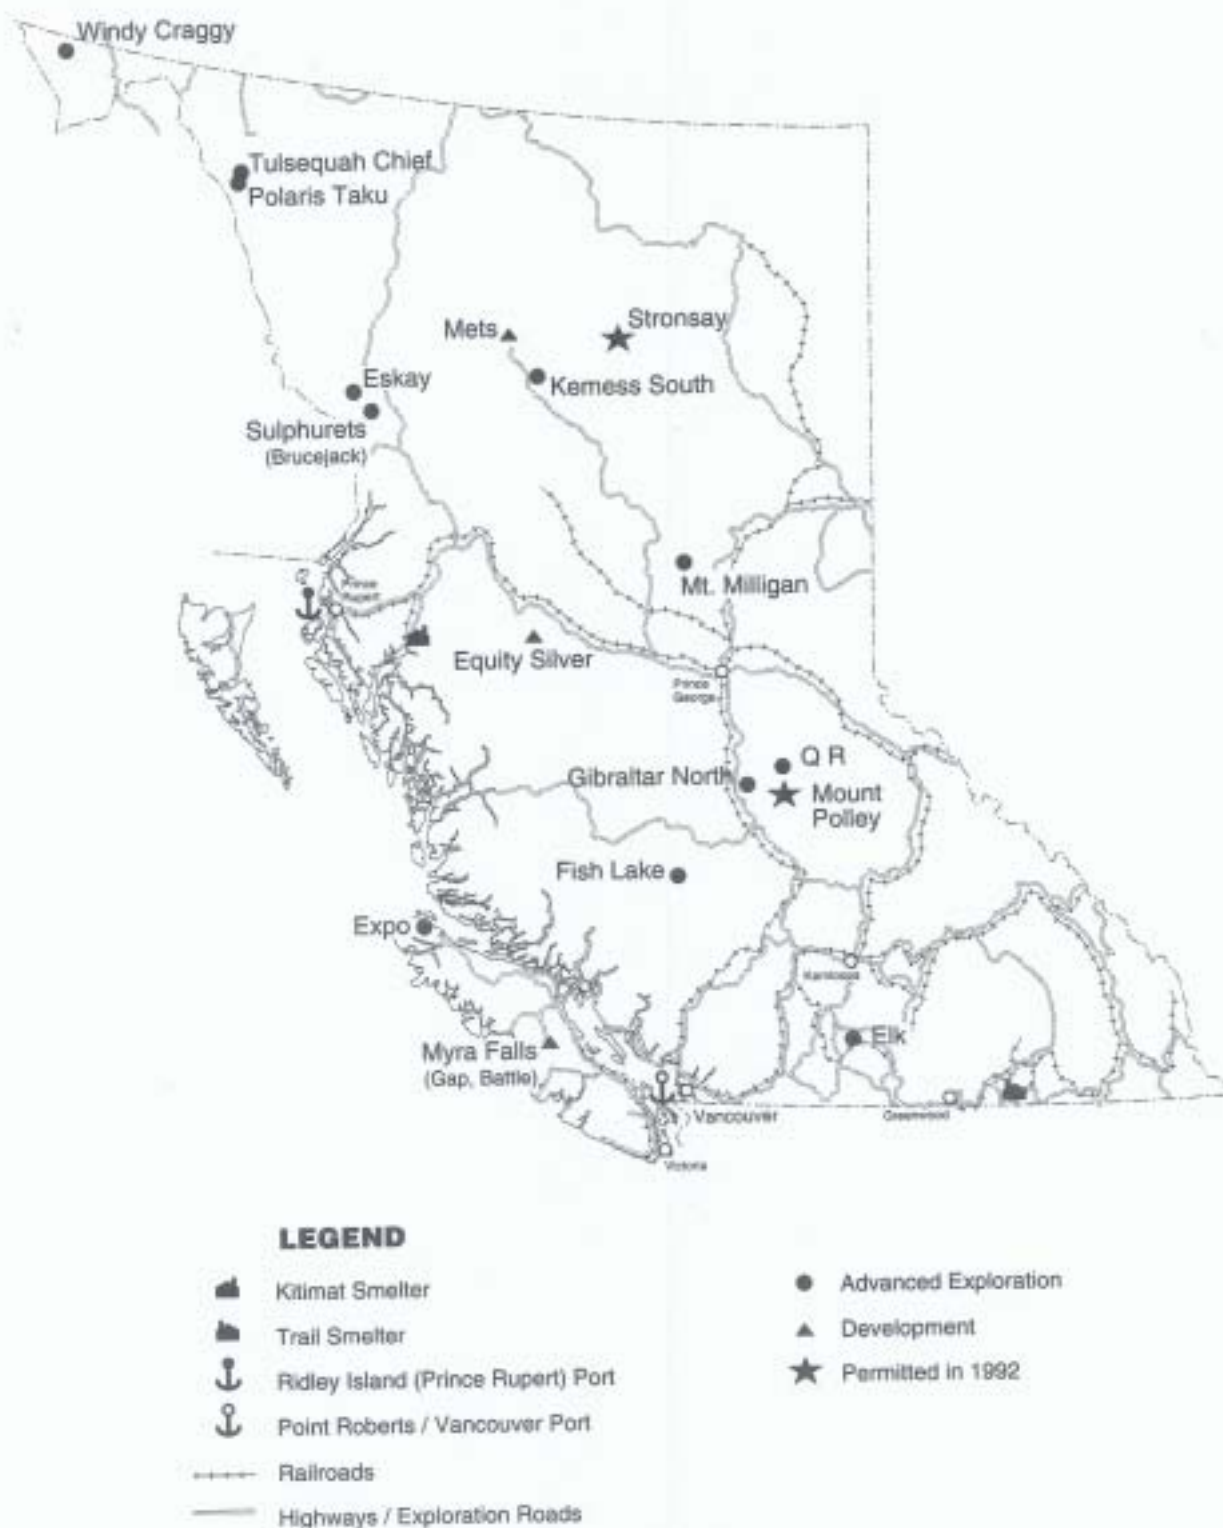 Windy Craggy
Tulsequah Chief
Polaris Taku
Stronsay
Mets
Kemess South
Eskay
Sulphurets
(Brucejack)
Mt. Milligan
Prince
Rupert
Equity Silver
Prince
George
Q R
Gibraltar North
Mount
Polley
Fish Lake
Expo
Kamloops
Elk
Myra Falls
(Gap, Battle)
Vancouver
Greenwood
Victoria
LEGEND
Kitimat Smelter
Trail Smelter
Ridley Island (Prince Rupert) Port
Point Roberts / Vancouver Port
Railroads
Highways / Exploration Roads
Advanced Exploration
Development
Permitted in 1992